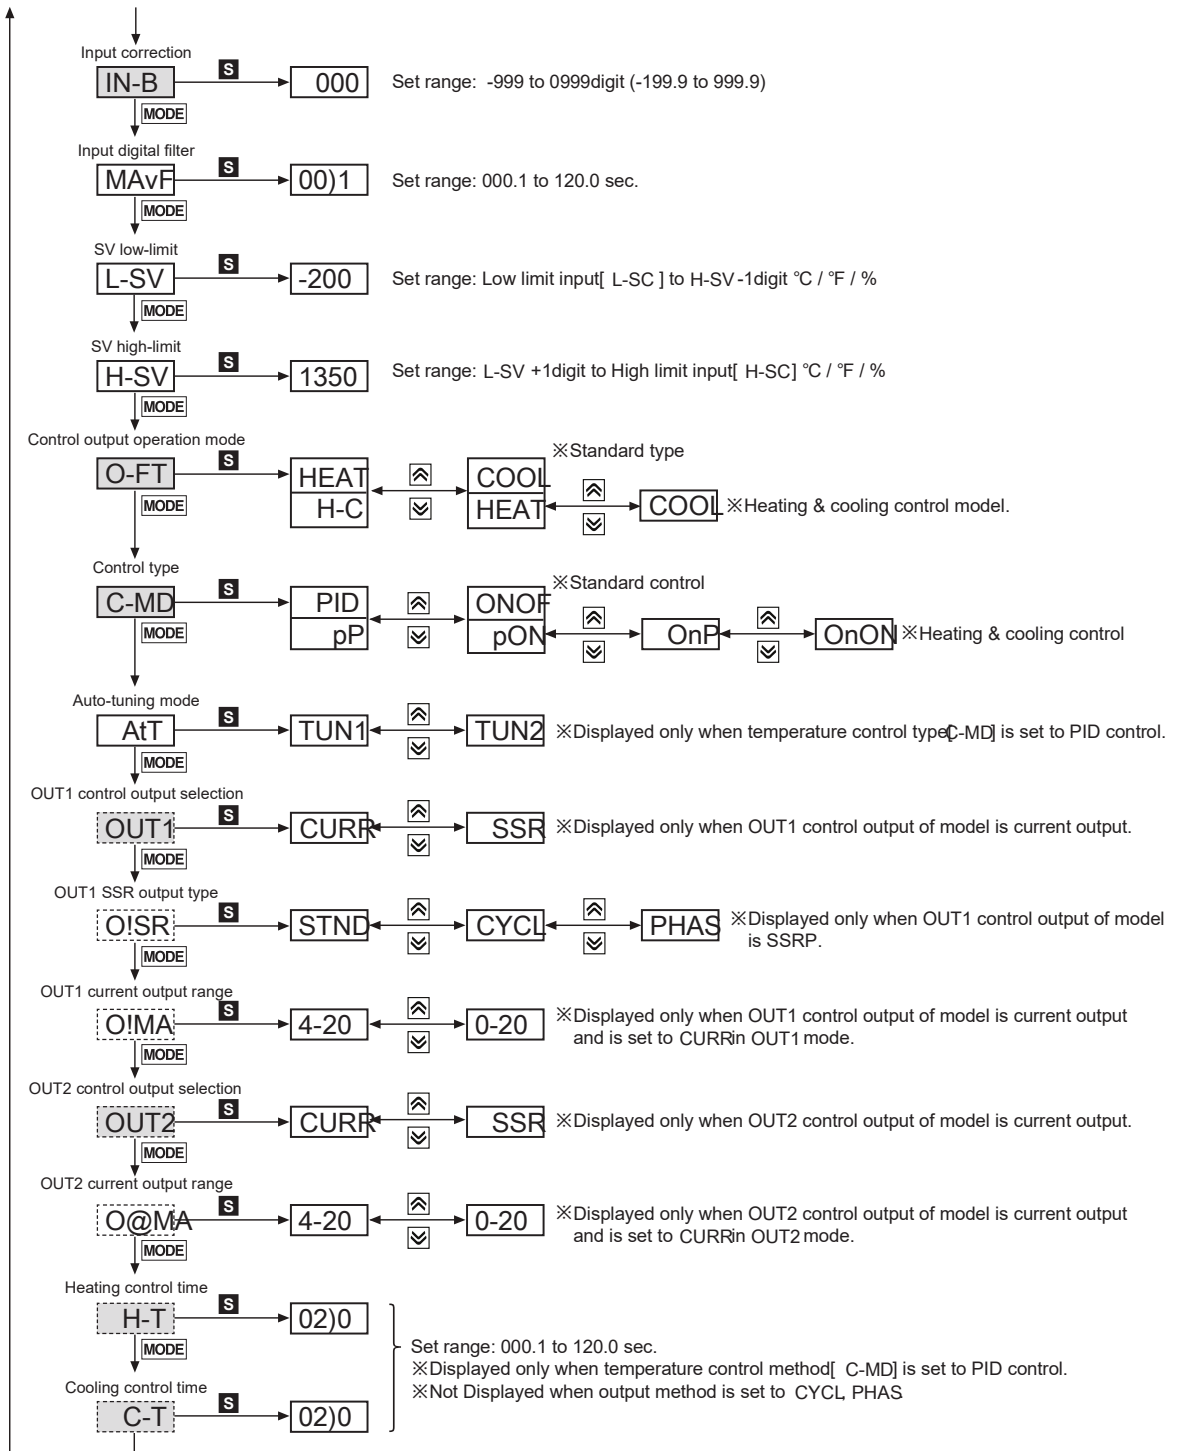 Input correction
IN-B S 000 Set range: -999 to 0999digit (-199.9 to 999.9)
MODE
Input digital filter
MAvF S 00)1 Set range: 000.1 to 120.0 sec.
MODE
SV low-limit
L-SV S -200 Set range: Low limit input[ L-SC ] to H-SV -1digit °C / °F / %
MODE
SV high-limit
H-SV S 1350 Set range: L-SV +1digit to High limit input[ H-SC] °C / °F / %
MODE
Control output operation mode
※Standard type
O-FT S HEAT COOL
MODE H-C HEAT COOL ※Heating & cooling control model.
Control type
※Standard control
C-MD S PID ONOF
MODE pP pON OnP OnON ※Heating & cooling control
Auto-tuning mode
AtT S TUN1 TUN2 ※Displayed only when temperature control type[C-MD] is set to PID control.
MODE
OUT1 control output selection
OUT1 S CURR SSR ※Displayed only when OUT1 control output of model is current output.
MODE
OUT1 SSR output type
O!SR S STND CYCL PHAS ※Displayed only when OUT1 control output of model
is SSRP.
MODE
OUT1 current output range
O!MA S 4-20 0-20 ※Displayed only when OUT1 control output of model is current output
and is set to CURR in OUT1 mode.
MODE
OUT2 control output selection
OUT2 S CURR SSR ※Displayed only when OUT2 control output of model is current output.
MODE
OUT2 current output range
O@MA S 4-20 0-20 ※Displayed only when OUT2 control output of model is current output
and is set to CURR in OUT2 mode.
MODE
Heating control time
H-T S 02)0
MODE
Set range: 000.1 to 120.0 sec.
※Displayed only when temperature control method[ C-MD] is set to PID control.
※Not Displayed when output method is set to CYCL, PHAS.
Cooling control time
C-T S 02)0